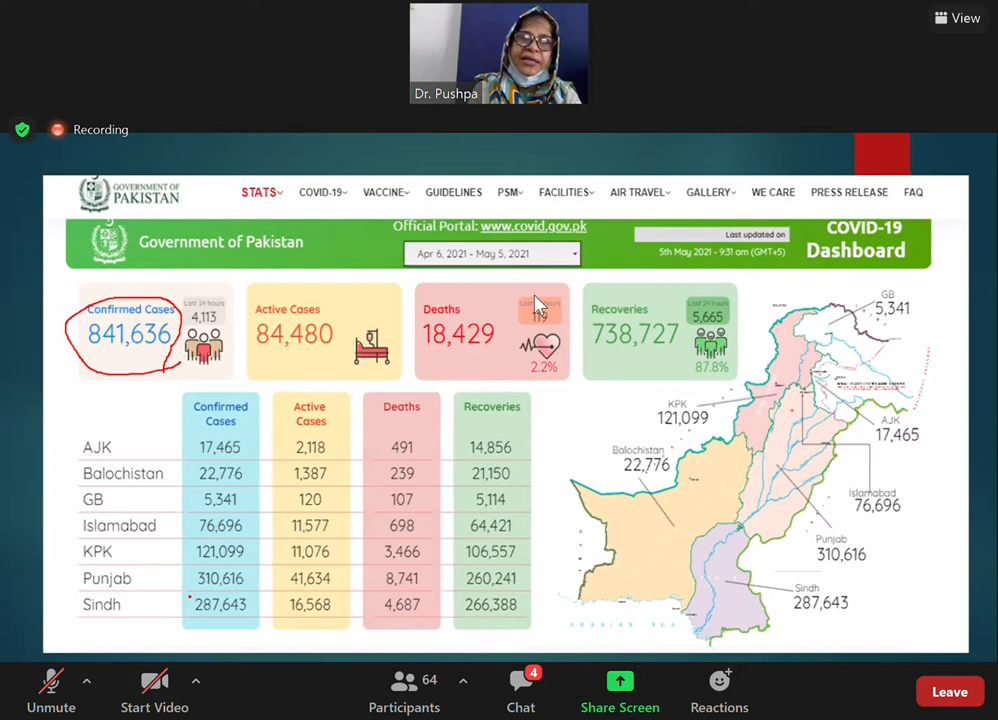 View
Dr. Pushpa
Recording
GOVERNMENT OF
PAKISTAN
STATS COVID-19 VACCINE GUIDELINES PSM FACILITIES AIR TRAVEL GALLERY WE CARE PRESS RELEASE FAQ
Official Portal: www.covid.gov.pk
Government of Pakistan
Apr 6, 2021 - May 5, 2021
Last updated on
5th May 2021 - 9:31 am (GMT+5)
COVID-19
Dashboard
Confirmed Cases
841,636
Last 24 hours
4,113
Active Cases
84,480
Deaths
18,429
119
2.2%
Recoveries
738,727
Last 24 hours
5,665
87.8%
Confirmed Cases Active Cases Deaths Recoveries
AJK 17,465 2,118 491 14,856
Balochistan 22,776 1,387 239 21,150
GB 5,341 120 107 5,114
Islamabad 76,696 11,577 698 64,421
KPK 121,099 11,076 3,466 106,557
Punjab 310,616 41,634 8,741 260,241
Sindh 287,643 16,568 4,687 266,388
GB
5,341
KPK
121,099
AJK
17,465
Balochistan
22,776
Islamabad
76,696
Punjab
310,616
Sindh
287,643
ARABIAN SEA
Unmute
Start Video
64
Participants
4
Chat
Share Screen
Reactions
Leave